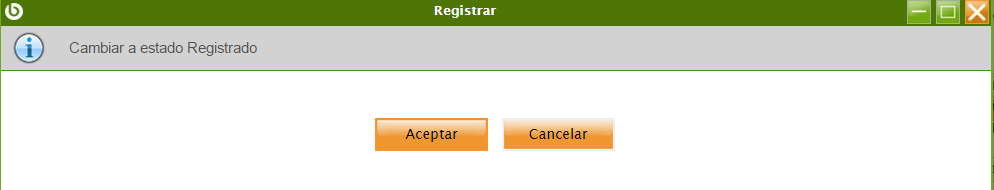 Registrar
Cambiar a estado Registrado
Aceptar
Cancelar